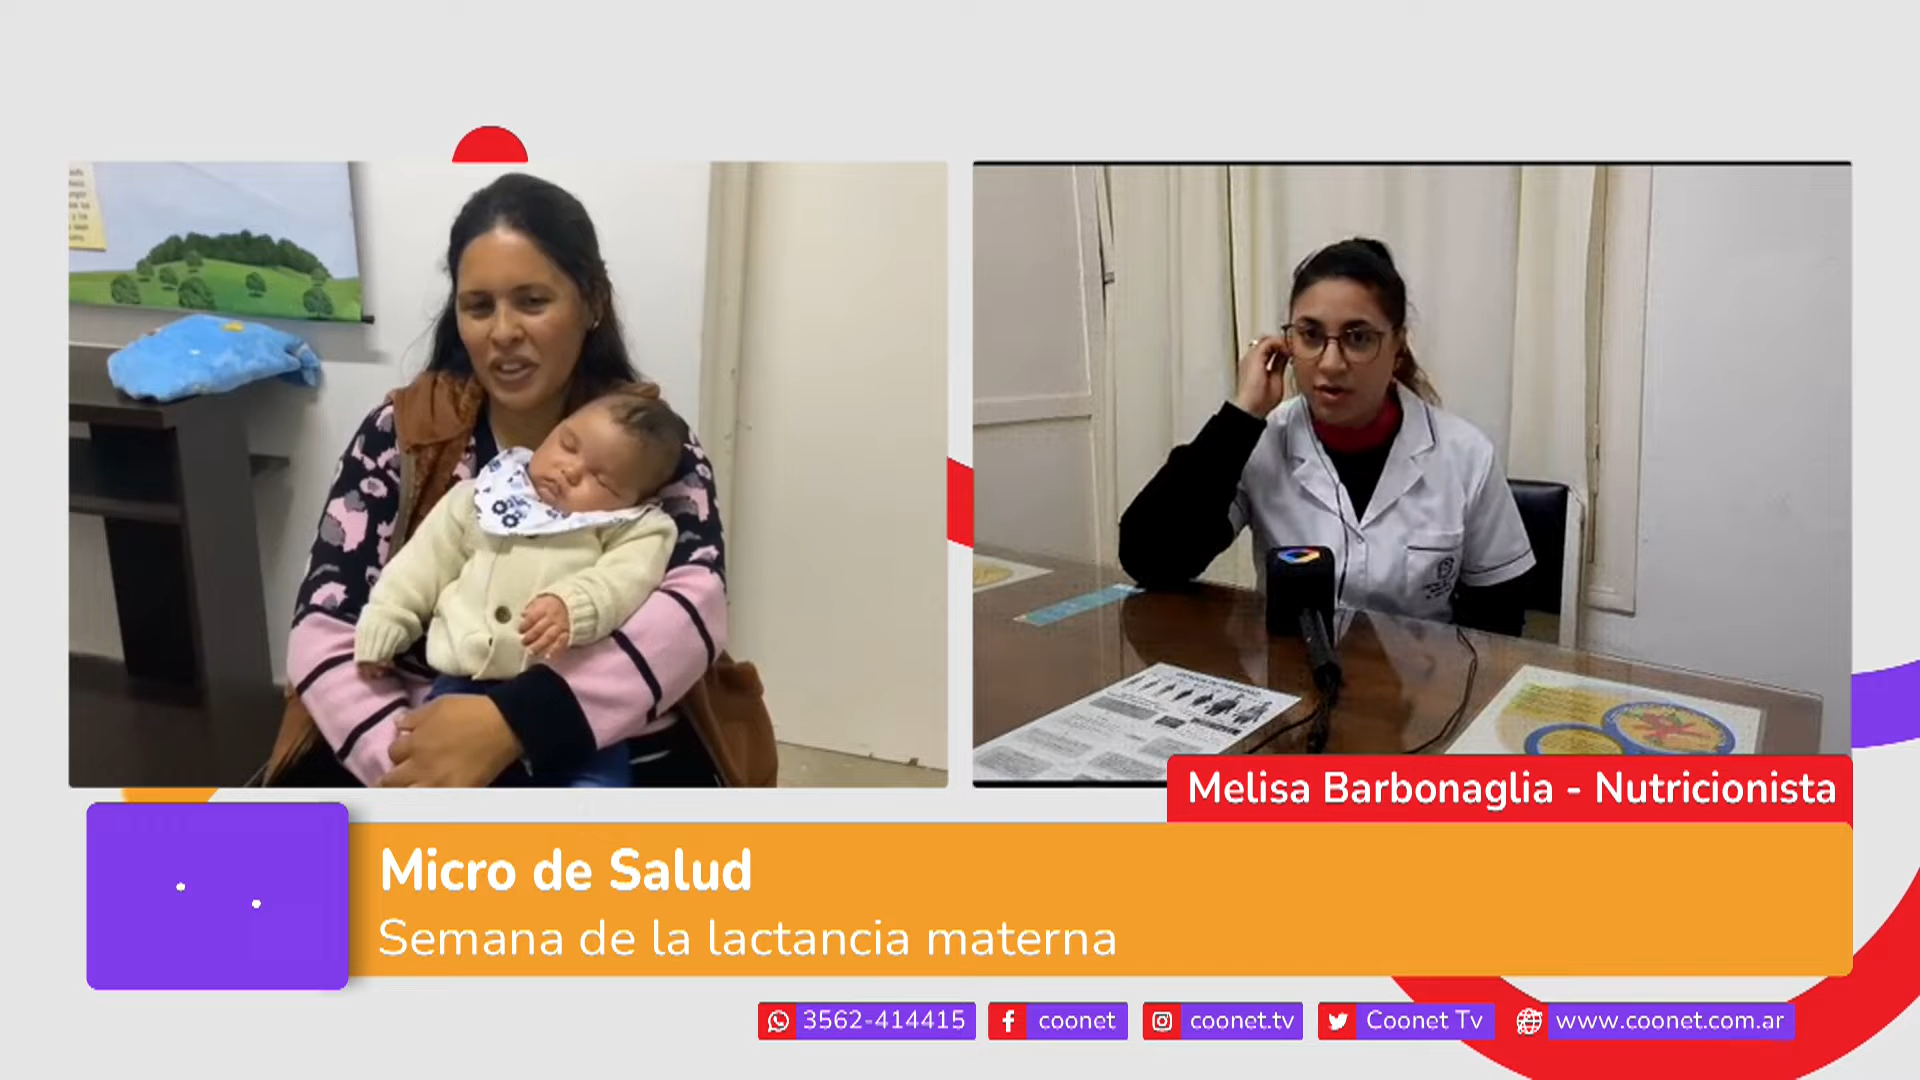 Melisa Barbonaglia - Nutricionista
Micro de Salud
Semana de la lactancia materna
3562-414415
coonet
coonet.tv
Coonet Tv
www.coonet.com.ar